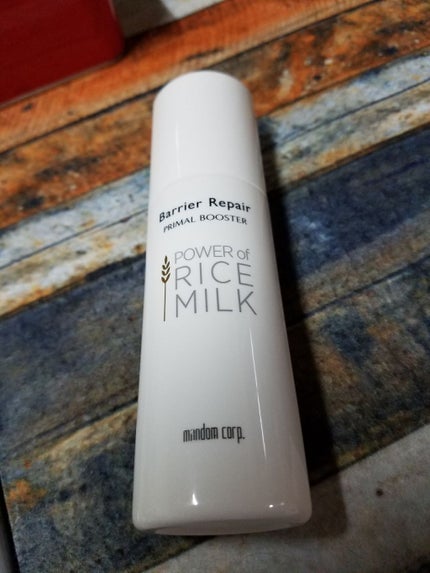 Barrier Repair
PRIMAL BOOSTER
POWER of
RICE
MILK
mandom corp.